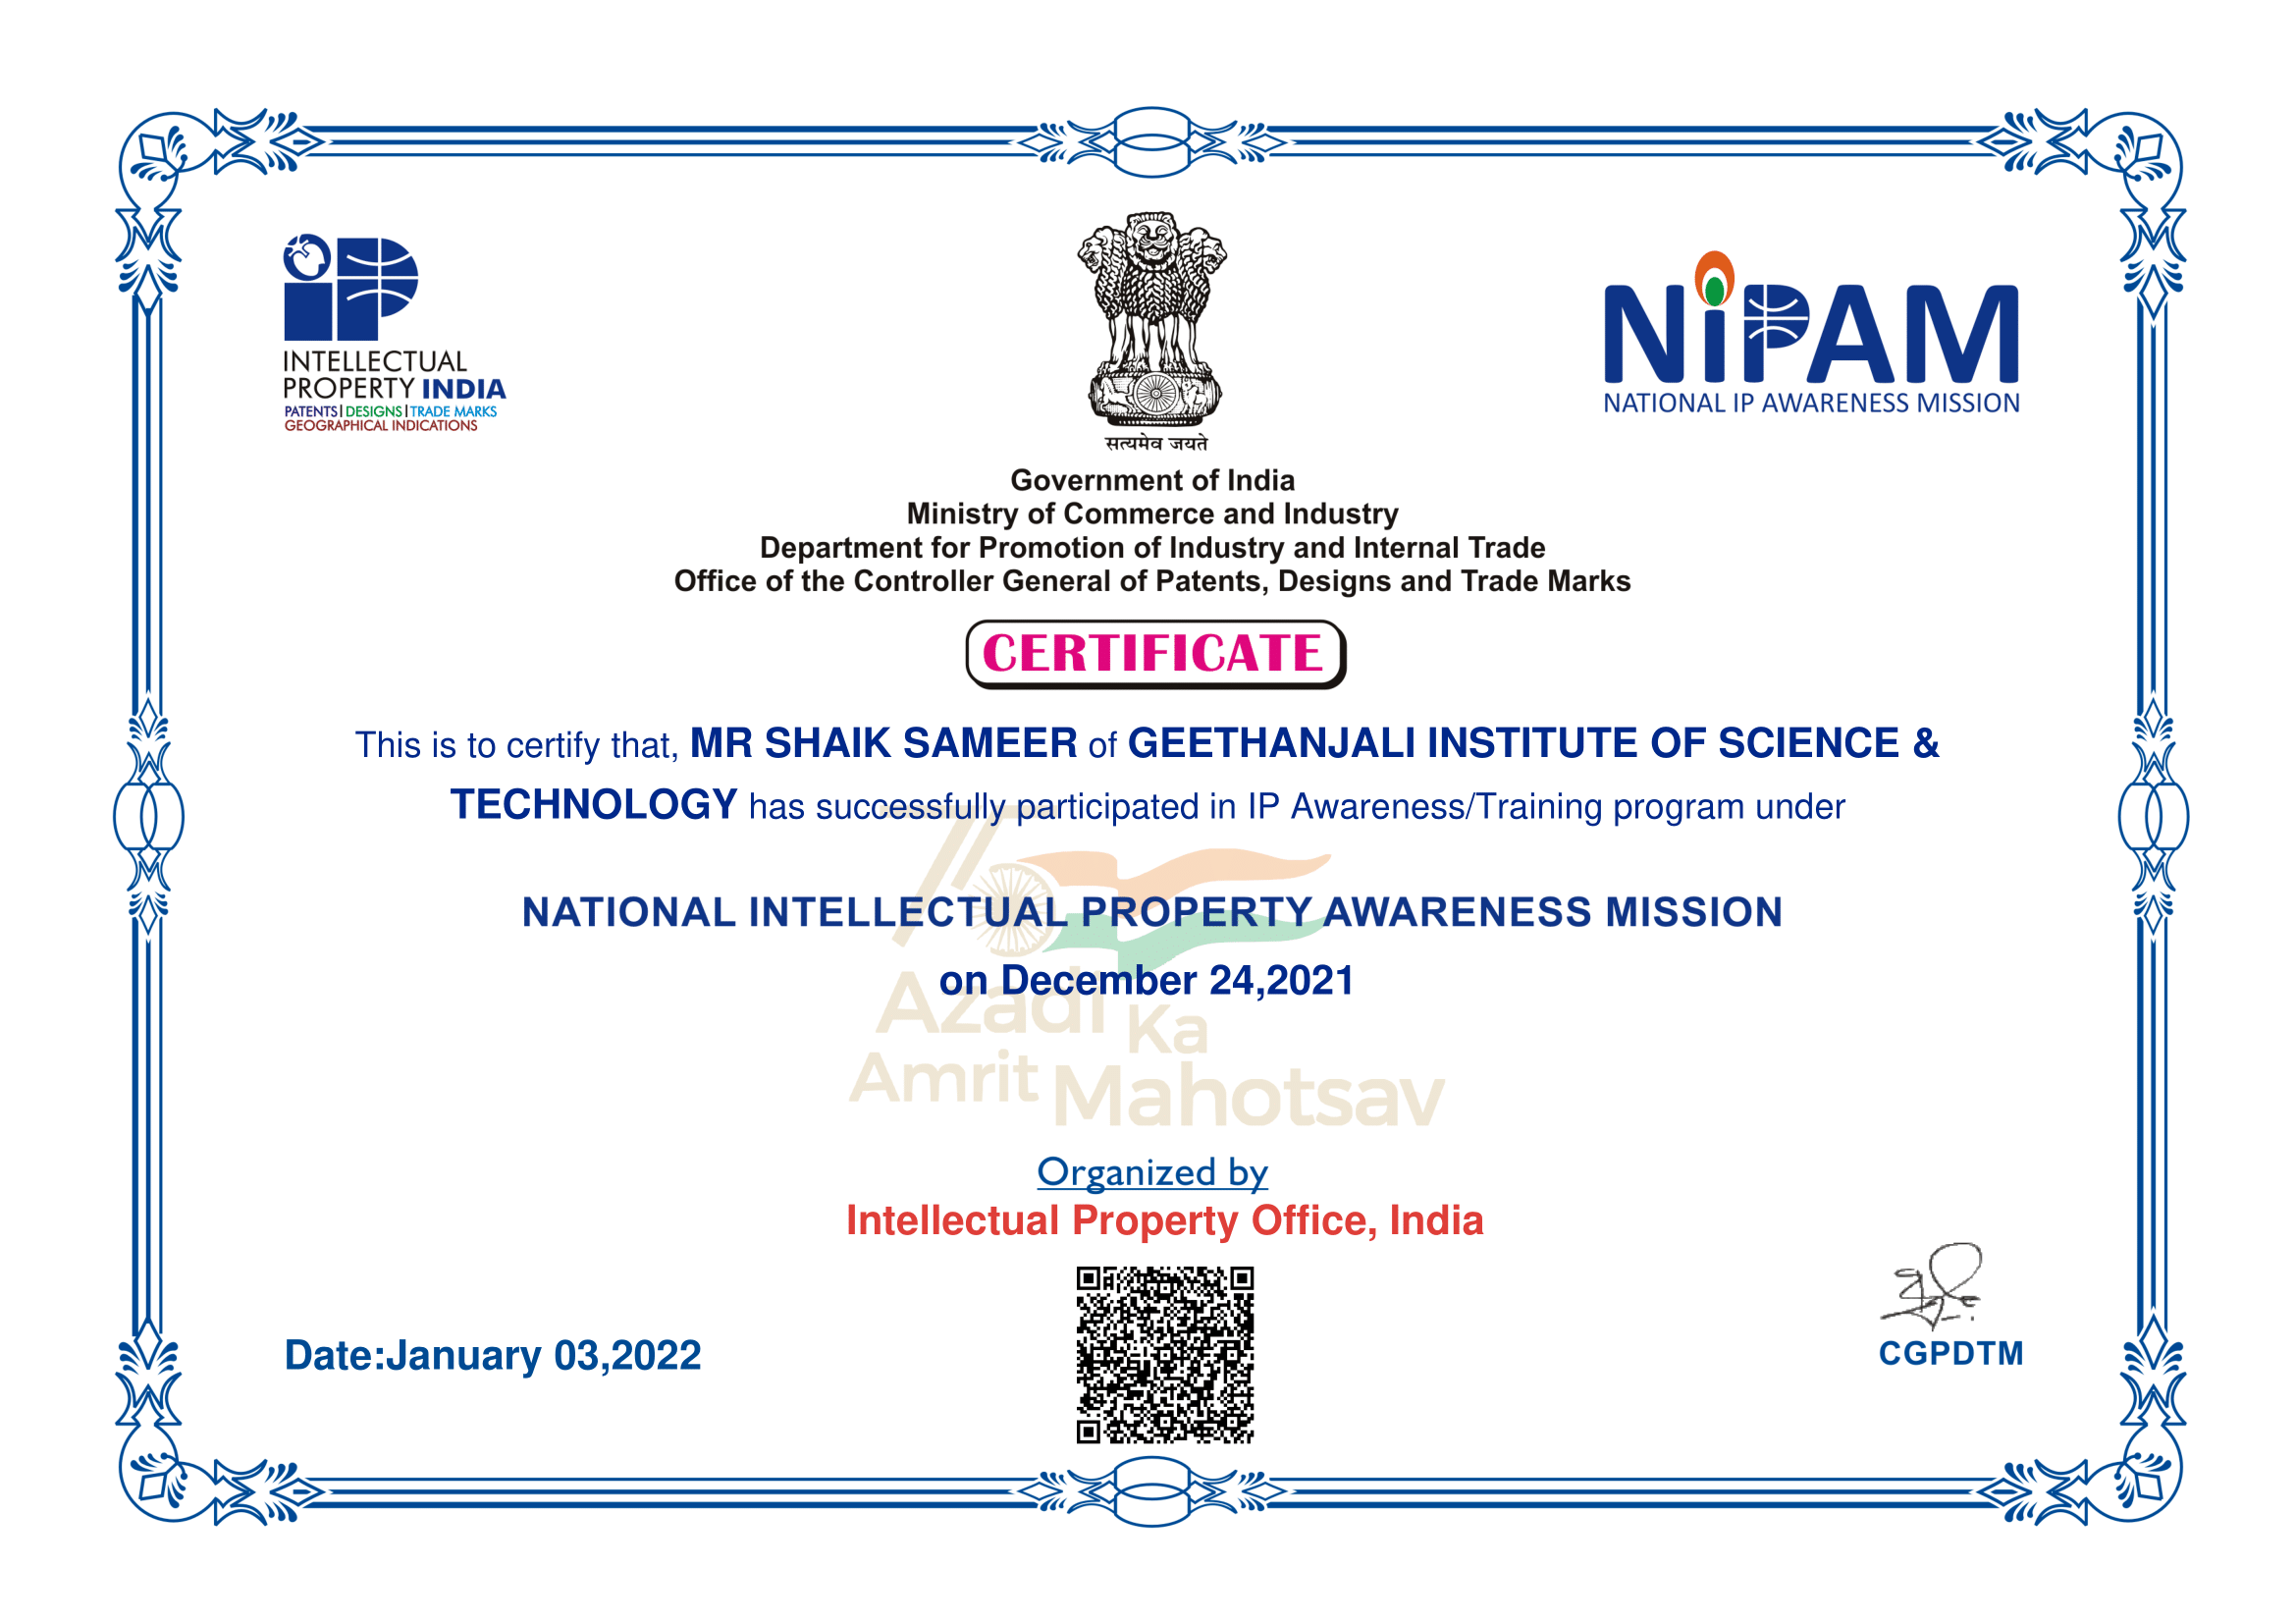 INTELLECTUAL
PROPERTY INDIA
PATENTS|DESIGNS|TRADE MARKS
GEOGRAPHICAL INDICATIONS
सत्यमेव जयते
NiPAM
NATIONAL IP AWARENESS MISSION
Government of India
Ministry of Commerce and Industry
Department for Promotion of Industry and Internal Trade
Office of the Controller General of Patents, Designs and Trade Marks
CERTIFICATE
This is to certify that, MR SHAIK SAMEER of GEETHANJALI INSTITUTE OF SCIENCE &
TECHNOLOGY has successfully participated in IP Awareness/Training program under
NATIONAL INTELLECTUAL PROPERTY AWARENESS MISSION
on December 24,2021
Azadi Ka
Amrit Mahotsav
Organized by
Intellectual Property Office, India
Date:January 03,2022
CGPDTM